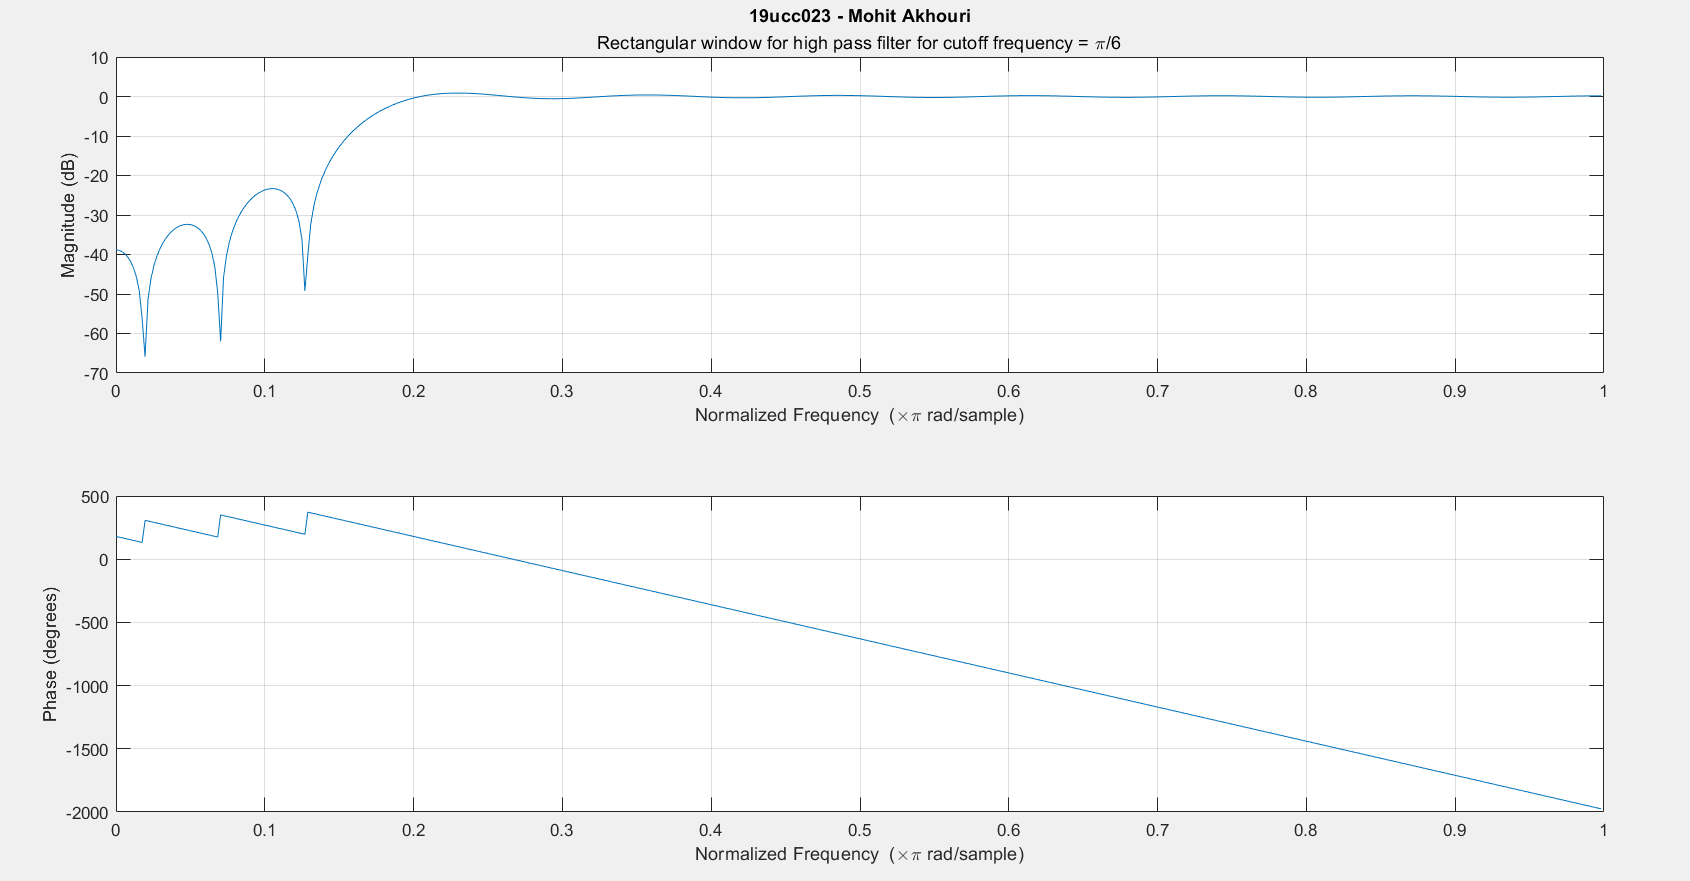 19ucc023 - Mohit Akhouri
Rectangular window for high pass filter for cutoff frequency = π/6
10
0
-10
-20
-30
-40
-50
-60
-70
Magnitude (dB)
0 0.1 0.2 0.3 0.4 0.5 0.6 0.7 0.8 0.9 1
Normalized Frequency (×π rad/sample)
500
0
-500
-1000
-1500
-2000
Phase (degrees)
0 0.1 0.2 0.3 0.4 0.5 0.6 0.7 0.8 0.9 1
Normalized Frequency (×π rad/sample)